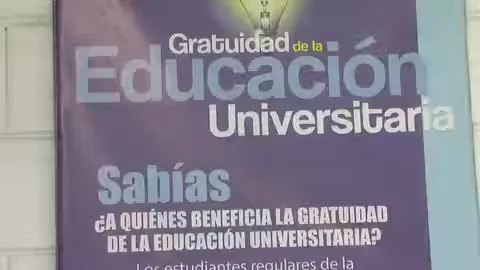 Gratuidad de la
Educación
Universitaria
Sabías
¿A QUIÉNES BENEFICIA LA GRATUIDAD
DE LA EDUCACIÓN UNIVERSITARIA?
Los estudiantes regulares de la